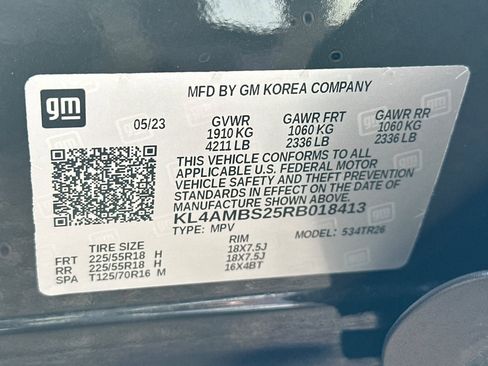 gm
MFD BY GM KOREA COMPANY
05/23 GVWR GAWR FRT GAWR RR
1910 KG 1060 KG 1060 KG
4211 LB 2336 LB 2336 LB
THIS VEHICLE CONFORMS TO ALL
APPLICABLE U.S. FEDERAL MOTOR
VEHICLE SAFETY AND THEFT PREVENTION
STANDARDS IN EFFECT ON THE DATE OF
MANUFACTURE SHOWN ABOVE.
KL4AMBS25RB018413
TYPE: MPV MODEL: 534TR26
TIRE SIZE RIM
FRT 225/55R18 H 18X7.5J
RR 225/55R18 H 18X7.5J
SPA T125/70R16 M 16X4BT